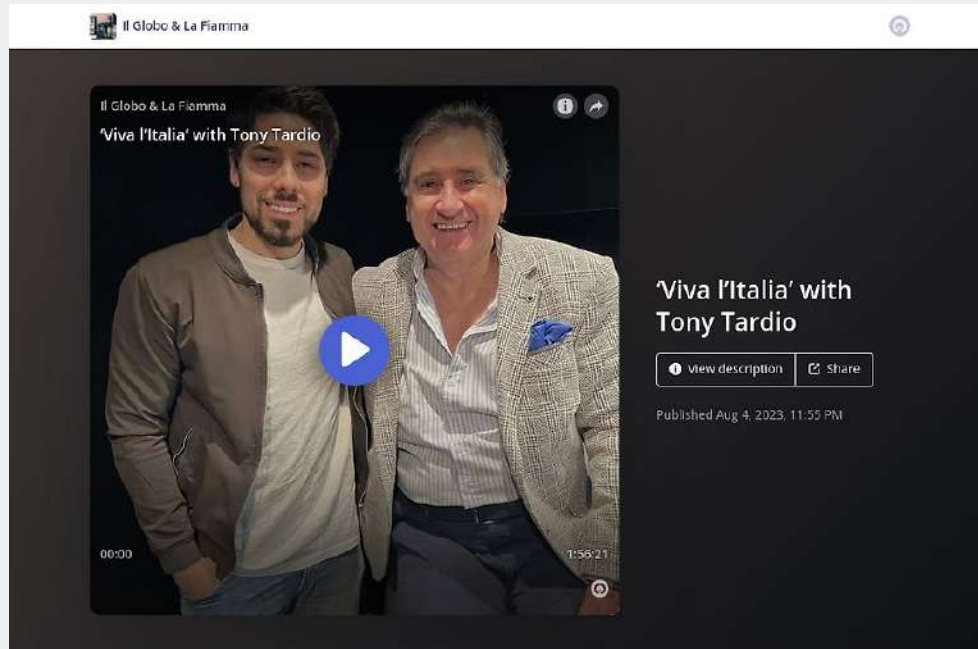 Il Globo & La Fiamma
Il Globo & La Fiamma
‘Viva l’Italia’ with Tony Tardio
00:00
1:56:21
‘Viva l’Italia’ with
Tony Tardio
View description
Share
Published Aug 4, 2023, 11:55 PM